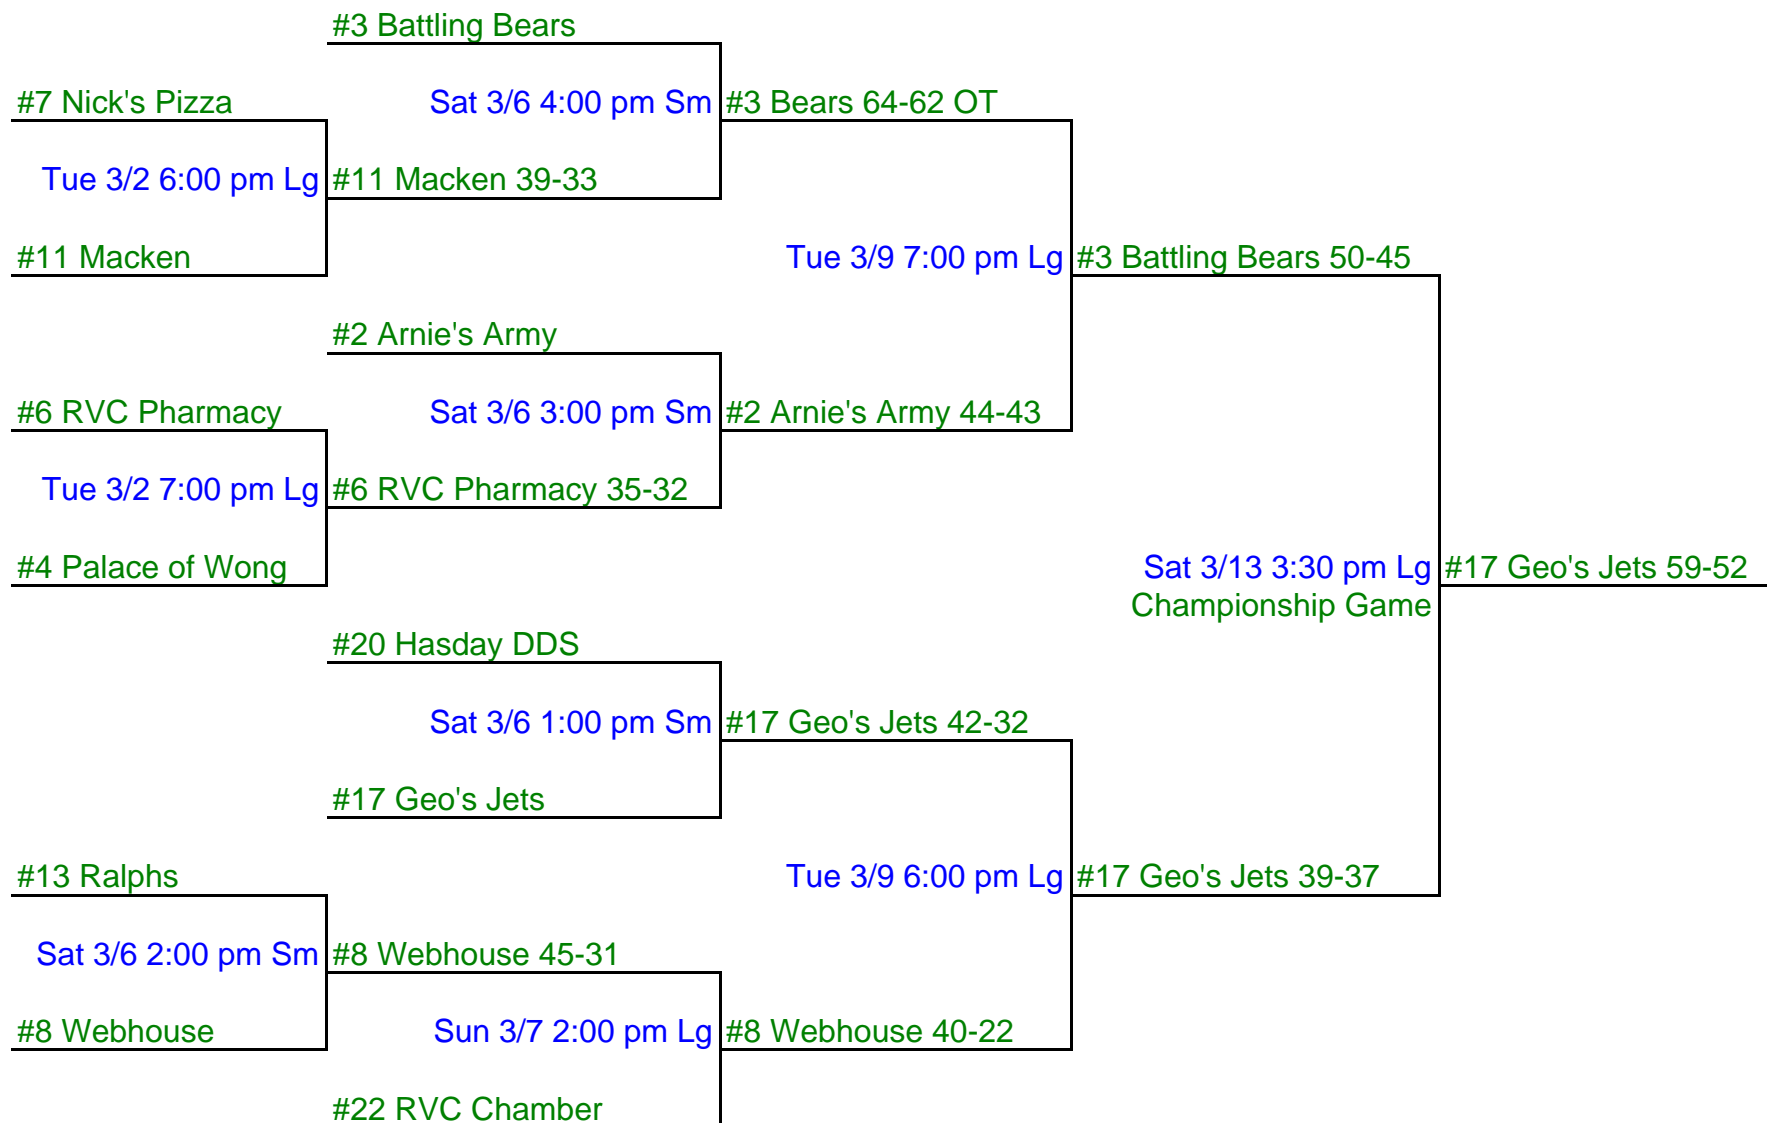 #3 Battling Bears
#7 Nick's Pizza
Sat 3/6 4:00 pm Sm
#3 Bears 64-62 OT
Tue 3/2 6:00 pm Lg
#11 Macken 39-33
#11 Macken
Tue 3/9 7:00 pm Lg
#3 Battling Bears 50-45
#2 Arnie's Army
#6 RVC Pharmacy
Sat 3/6 3:00 pm Sm
#2 Arnie's Army 44-43
Tue 3/2 7:00 pm Lg
#6 RVC Pharmacy 35-32
#4 Palace of Wong
Sat 3/13 3:30 pm Lg
#17 Geo's Jets 59-52
Championship Game
#20 Hasday DDS
Sat 3/6 1:00 pm Sm
#17 Geo's Jets 42-32
#17 Geo's Jets
#13 Ralphs
Tue 3/9 6:00 pm Lg
#17 Geo's Jets 39-37
Sat 3/6 2:00 pm Sm
#8 Webhouse 45-31
#8 Webhouse
Sun 3/7 2:00 pm Lg
#8 Webhouse 40-22
#22 RVC Chamber